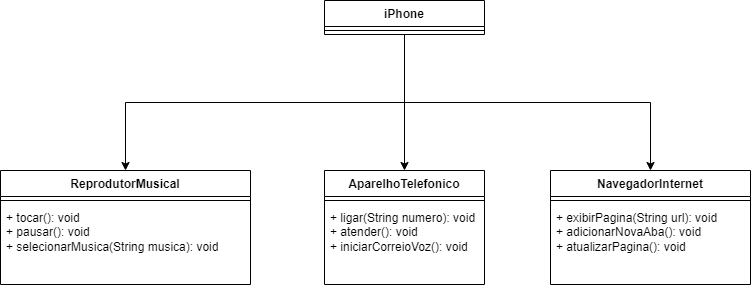 iPhone
ReprodutorMusical
+ tocar(): void
+ pausar(): void
+ selecionarMusica(String musica): void
AparelhoTelefonico
+ ligar(String numero): void
+ atender(): void
+ iniciarCorreioVoz(): void
NavegadorInternet
+ exibirPagina(String url): void
+ adicionarNovaAba(): void
+ atualizarPagina(): void